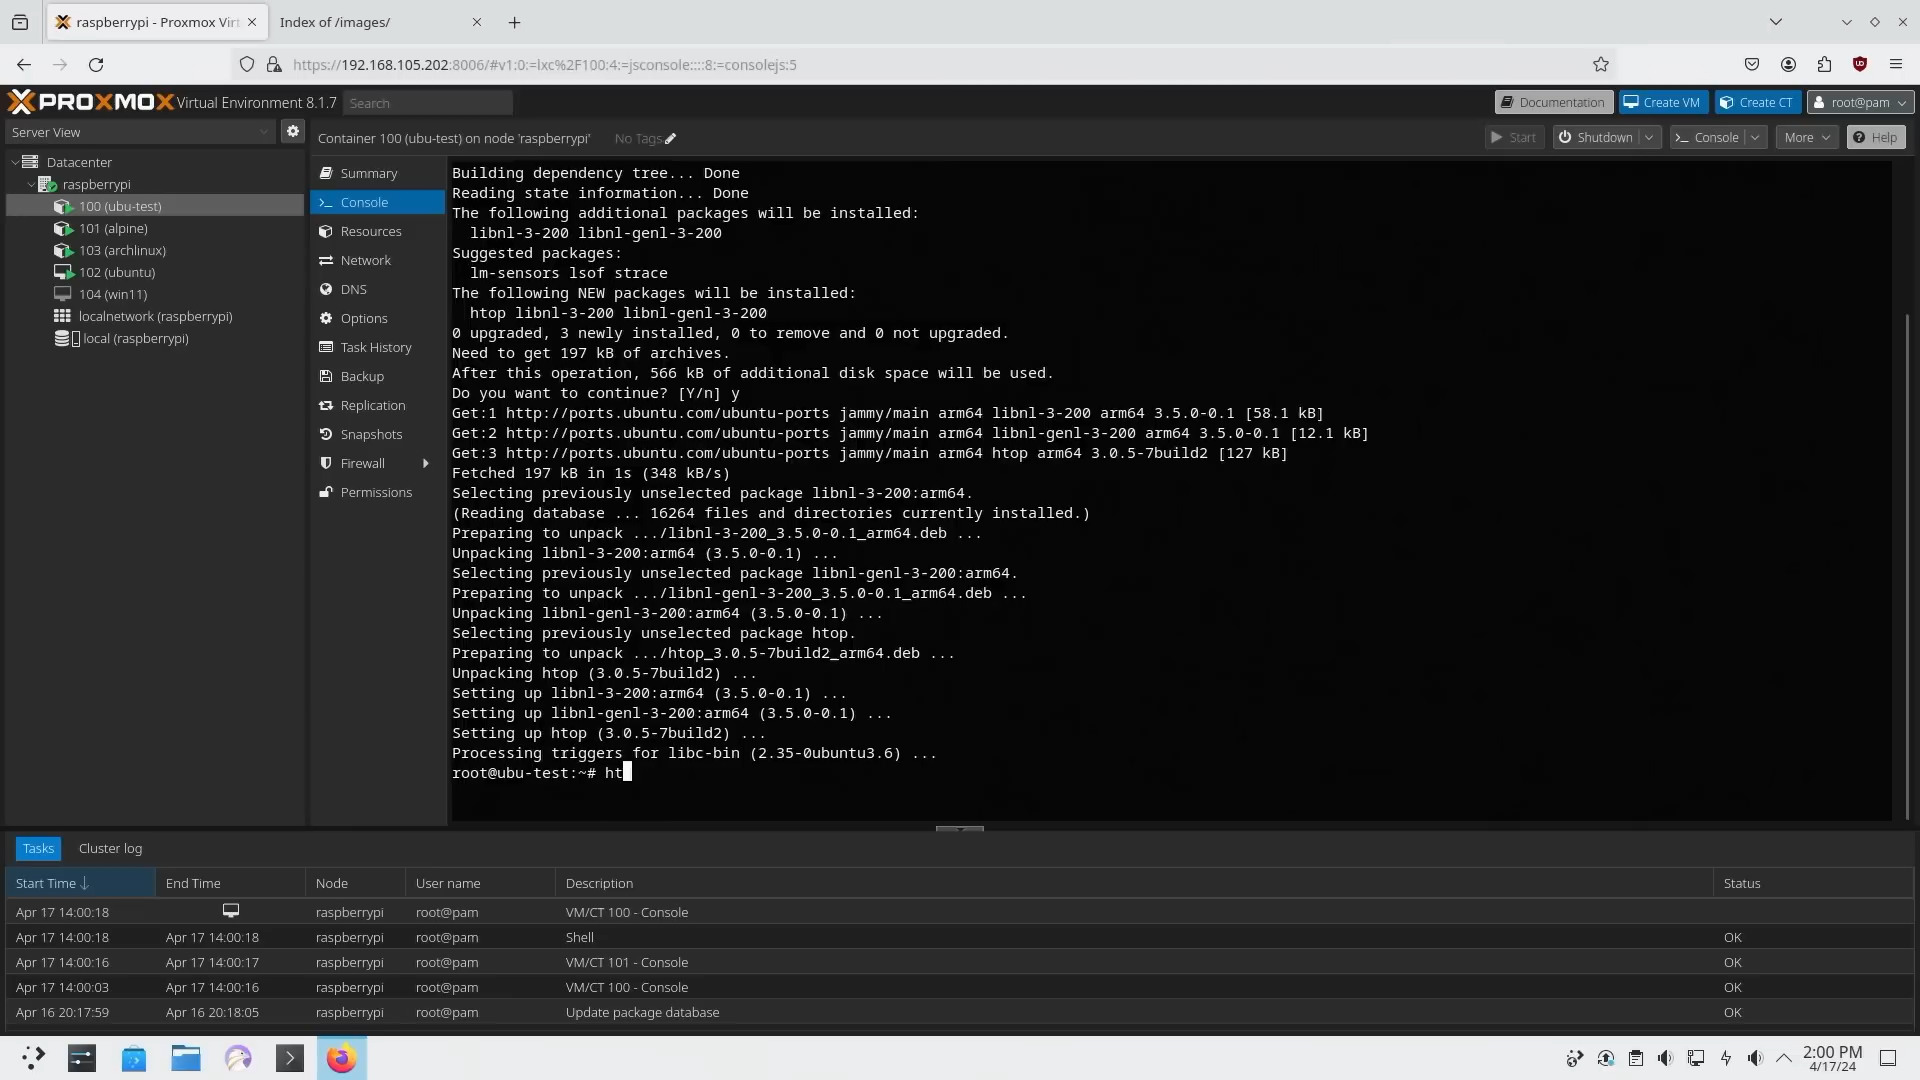 raspberrypi - Proxmox Virt
Index of /images/
https://192.168.105.202:8006/#v1:0:=lxc%2F100:4:=jsconsole::::8:=consolejs:5
PROXMOX Virtual Environment 8.1.7
Search
Documentation
Create VM
Create CT
root@pam
Server View
Container 100 (ubu-test) on node 'raspberrypi'
No Tags
Start
Shutdown
Console
More
Help
Datacenter
raspberrypi
100 (ubu-test)
101 (alpine)
103 (archlinux)
102 (ubuntu)
104 (win11)
localnetwork (raspberrypi)
local (raspberrypi)
Summary
Console
Resources
Network
DNS
Options
Task History
Backup
Replication
Snapshots
Firewall
Permissions
Building dependency tree... Done
Reading state information... Done
The following additional packages will be installed:
libnl-3-200 libnl-genl-3-200
Suggested packages:
lm-sensors lsof strace
The following NEW packages will be installed:
htop libnl-3-200 libnl-genl-3-200
0 upgraded, 3 newly installed, 0 to remove and 0 not upgraded.
Need to get 197 kB of archives.
After this operation, 566 kB of additional disk space will be used.
Do you want to continue? [Y/n] y
Get:1 http://ports.ubuntu.com/ubuntu-ports jammy/main arm64 libnl-3-200 arm64 3.5.0-0.1 [58.1 kB]
Get:2 http://ports.ubuntu.com/ubuntu-ports jammy/main arm64 libnl-genl-3-200 arm64 3.5.0-0.1 [12.1 kB]
Get:3 http://ports.ubuntu.com/ubuntu-ports jammy/main arm64 htop arm64 3.0.5-7build2 [127 kB]
Fetched 197 kB in 1s (348 kB/s)
Selecting previously unselected package libnl-3-200:arm64.
(Reading database ... 16264 files and directories currently installed.)
Preparing to unpack .../libnl-3-200_3.5.0-0.1_arm64.deb ...
Unpacking libnl-3-200:arm64 (3.5.0-0.1) ...
Selecting previously unselected package libnl-genl-3-200:arm64.
Preparing to unpack .../libnl-genl-3-200_3.5.0-0.1_arm64.deb ...
Unpacking libnl-genl-3-200:arm64 (3.5.0-0.1) ...
Selecting previously unselected package htop.
Preparing to unpack .../htop_3.0.5-7build2_arm64.deb ...
Unpacking htop (3.0.5-7build2) ...
Setting up libnl-3-200:arm64 (3.5.0-0.1) ...
Setting up libnl-genl-3-200:arm64 (3.5.0-0.1) ...
Setting up htop (3.0.5-7build2) ...
Processing triggers for libc-bin (2.35-0ubuntu3.6) ...
root@ubu-test:~# ht
Tasks
Cluster log
Start Time End Time Node User name Description Status
Apr 17 14:00:18 raspberrypi root@pam VM/CT 100 - Console
Apr 17 14:00:18 Apr 17 14:00:18 raspberrypi root@pam Shell OK
Apr 17 14:00:16 Apr 17 14:00:17 raspberrypi root@pam VM/CT 101 - Console OK
Apr 17 14:00:03 Apr 17 14:00:16 raspberrypi root@pam VM/CT 100 - Console OK
Apr 16 20:17:59 Apr 16 20:18:05 raspberrypi root@pam Update package database OK
2:00 PM
4/17/24